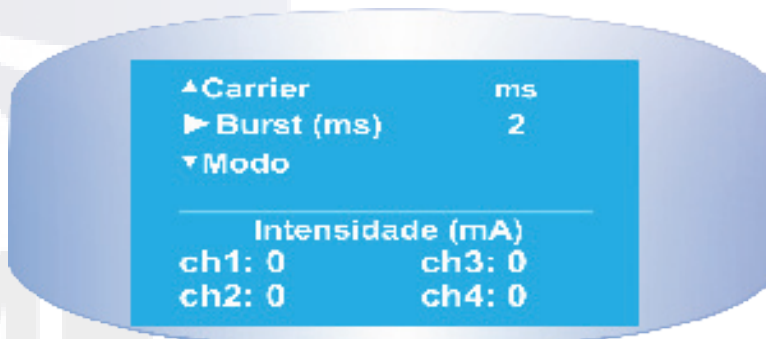 ▲Carrier ms
►Burst (ms) 2
▼Modo
Intensidade (mA)
ch1: 0 ch3: 0
ch2: 0 ch4: 0